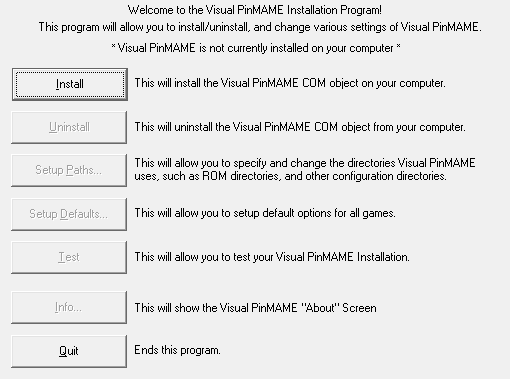 Welcome to the Visual PinMAME Installation Program!
This program will allow you to install/uninstall, and change various settings of Visual PinMAME.
* Visual PinMAME is not currently installed on your computer *
Install
This will install the Visual PinMAME COM object on your computer.
Uninstall
This will uninstall the Visual PinMAME COM object from your computer.
Setup Paths...
This will allow you to specify and change the directories Visual PinMAME
uses, such as ROM directories, and other configuration directories.
Setup Defaults...
This will allow you to setup default options for all games.
Test
This will allow you to test your Visual PinMAME Installation.
Info...
This will show the Visual PinMAME "About" Screen
Quit
Ends this program.